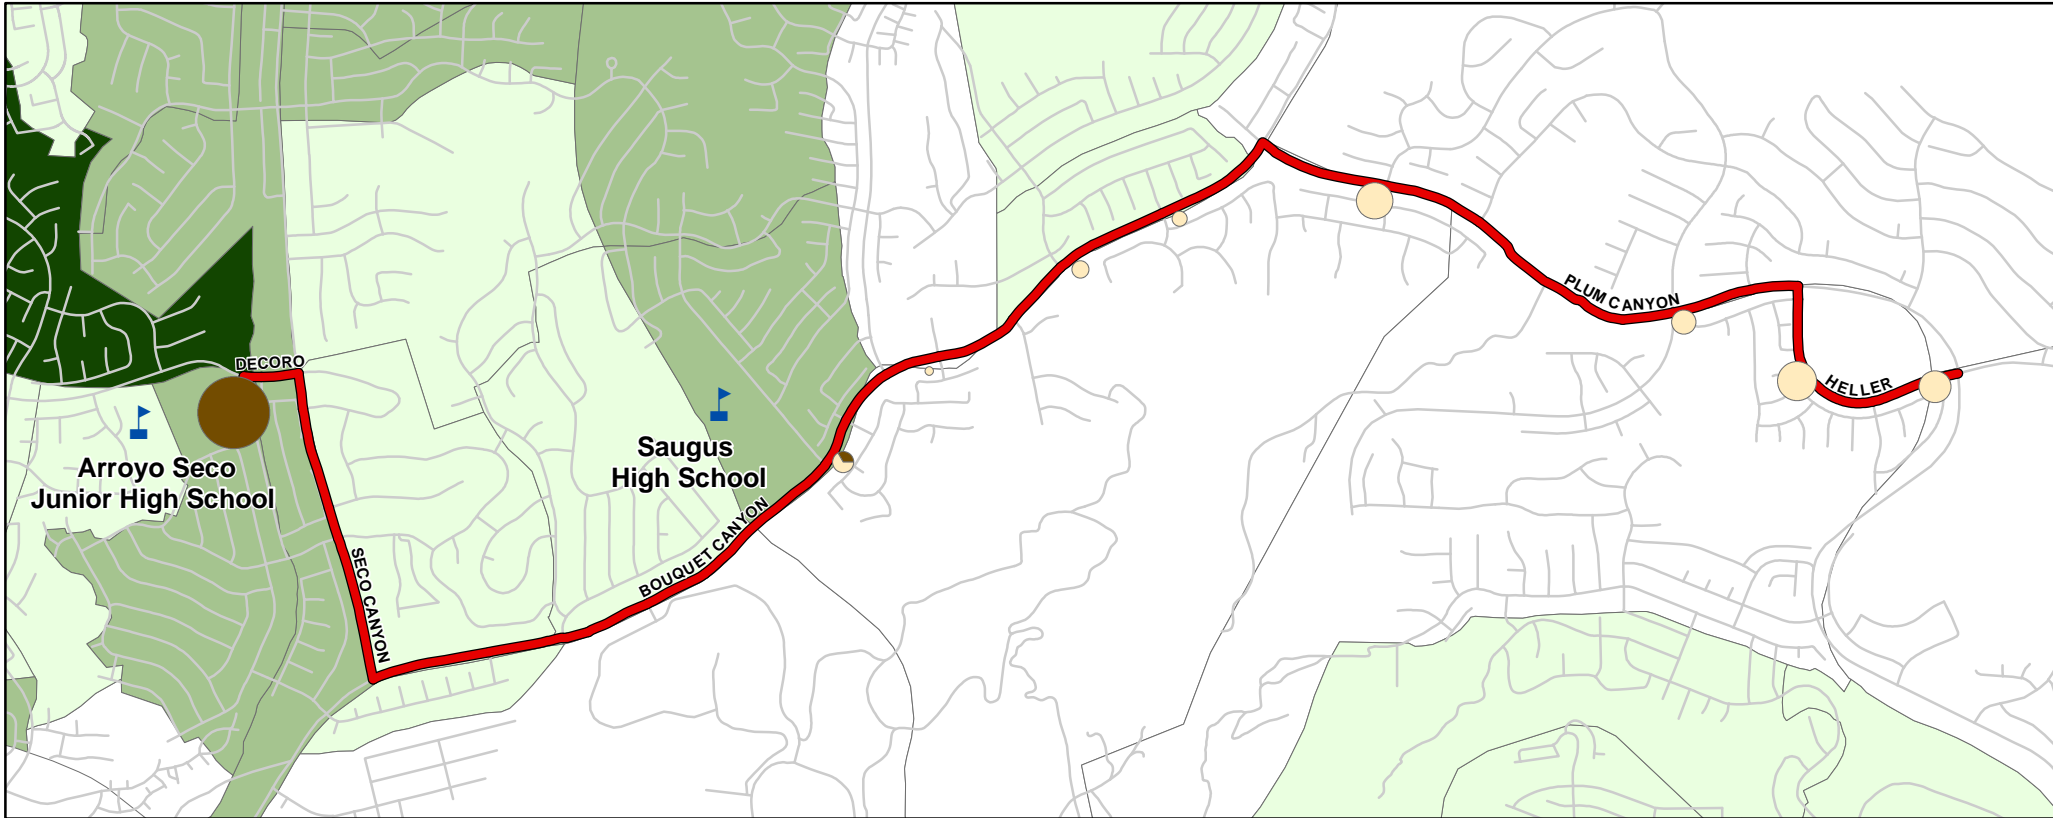 PLUM CANYON
DECORO
HELLER
Saugus
High School
Arroyo Seco
Junior High School
BOUQUET CANYON
SECO CANYON